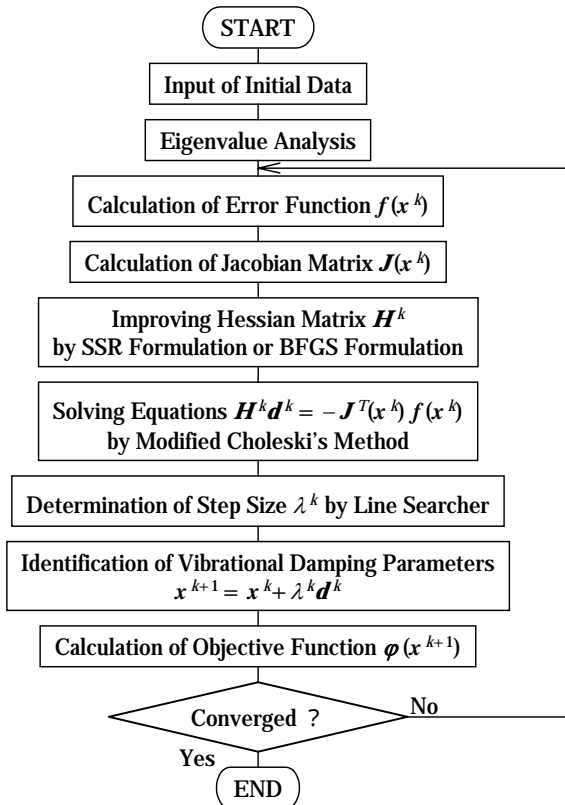 START
Input of Initial Data
Eigenvalue Analysis
Calculation of Error Function f(x^k)
Calculation of Jacobian Matrix J(x^k)
Improving Hessian Matrix H^k
by SSR Formulation or BFGS Formulation
Solving Equations H^k d^k = −J^T(x^k) f(x^k)
by Modified Choleski's Method
Determination of Step Size λ^k by Line Searcher
Identification of Vibrational Damping Parameters
x^{k+1} = x^k + λ^k d^k
Calculation of Objective Function φ(x^{k+1})
Converged ?
No
Yes
END